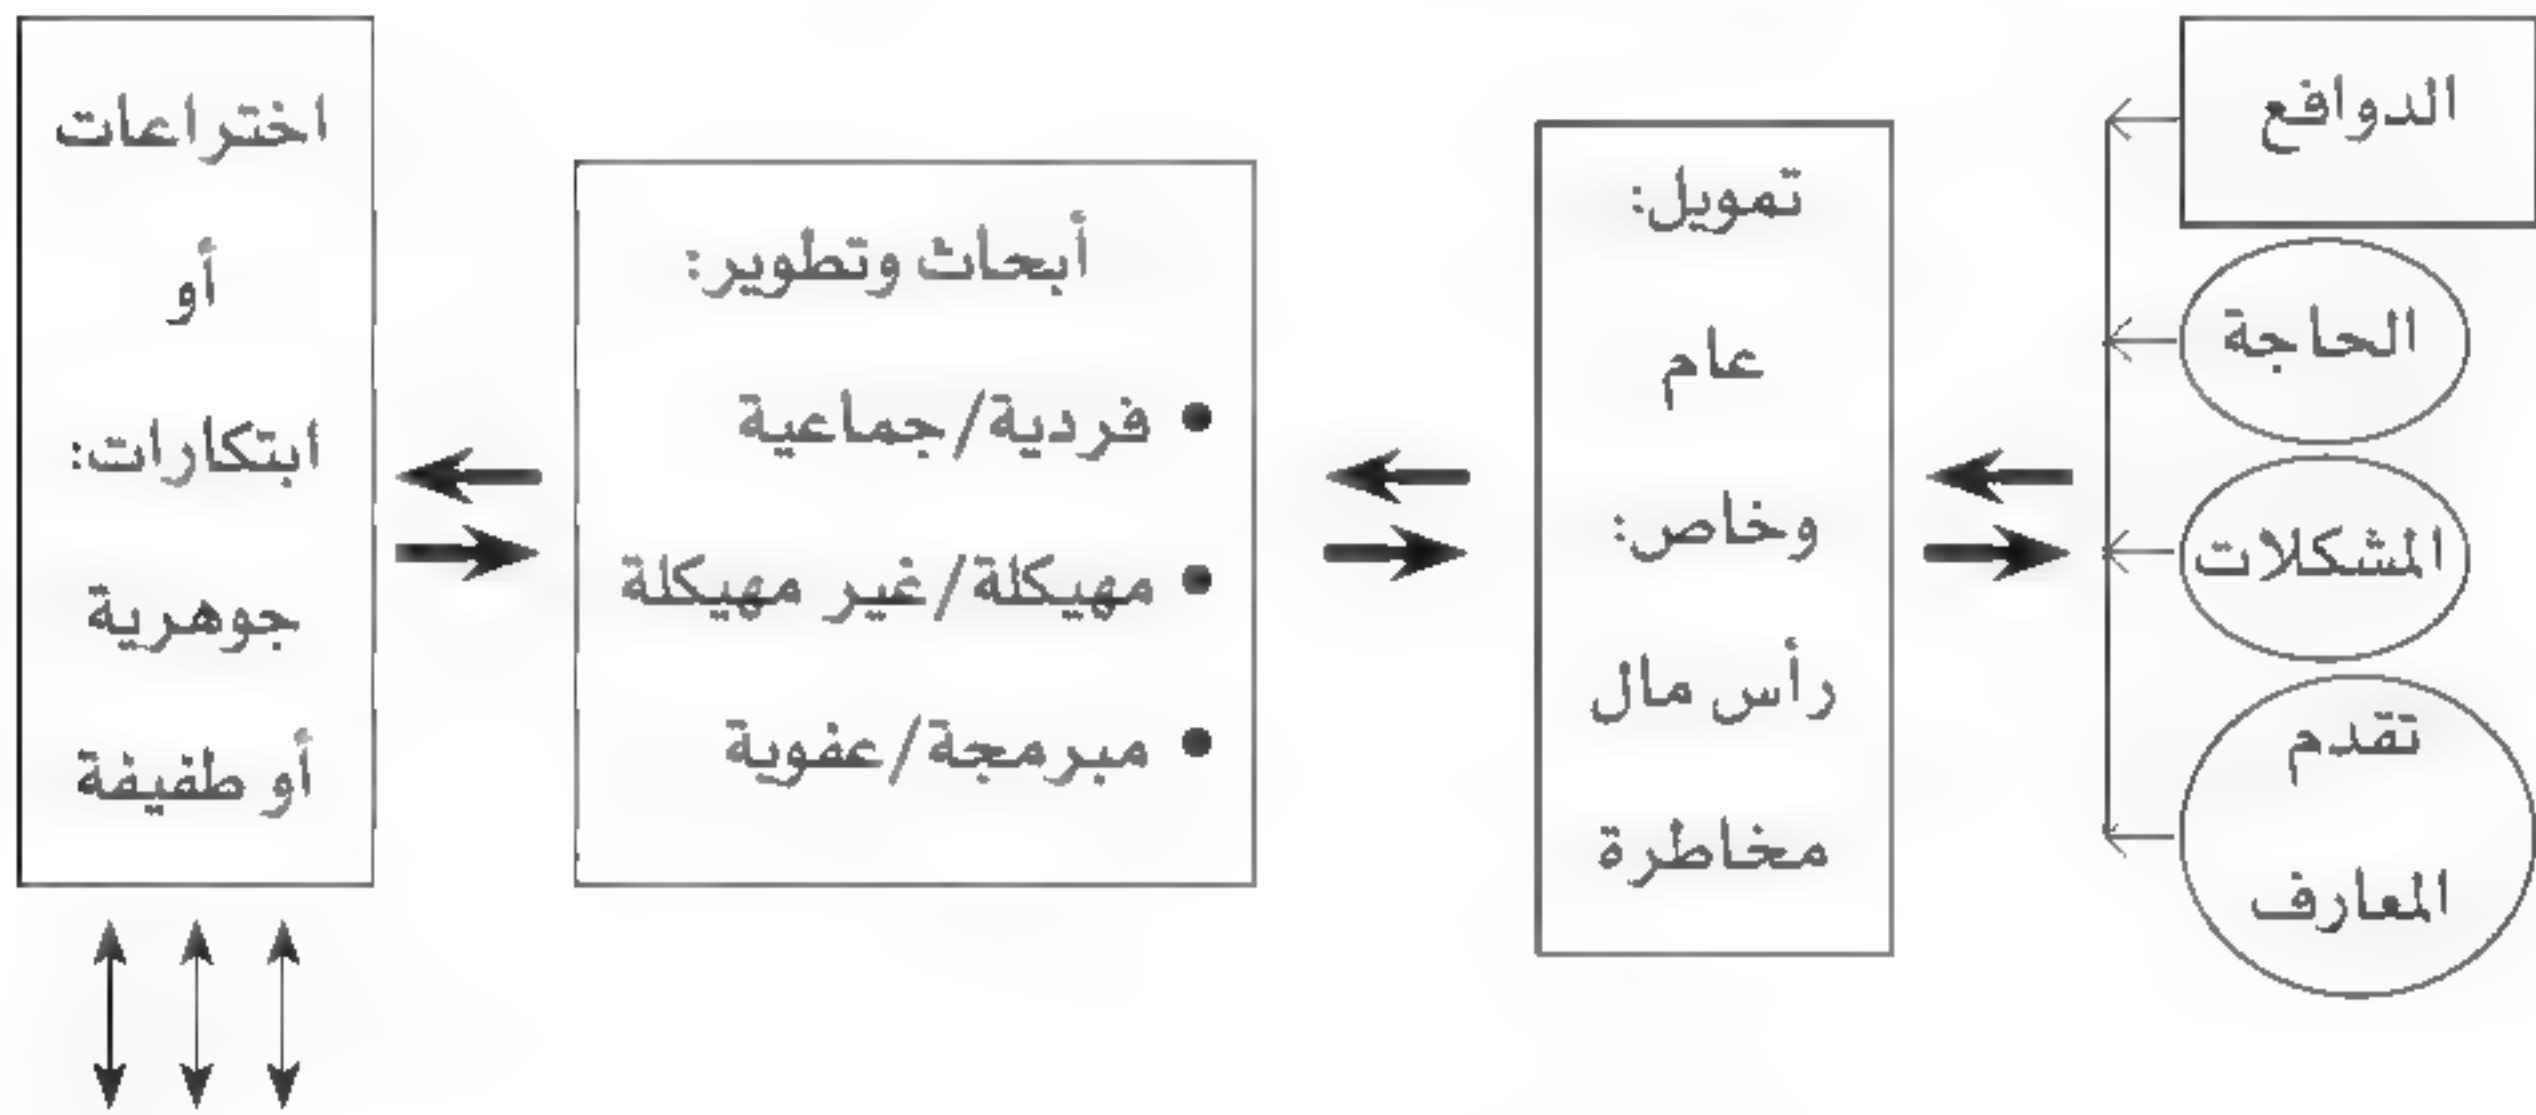 الدوافع
الحاجة
المشكلات
تقدم
المعارف
تمويل:
عام
وخاص:
رأس مال
مخاطرة
أبحاث وتطوير:
• فردية/جماعية
• مهيكلة/غير مهيكلة
• مبرمجة/عفوية
اختراعات
أو
ابتكارات:
جوهرية
أو طفيفة